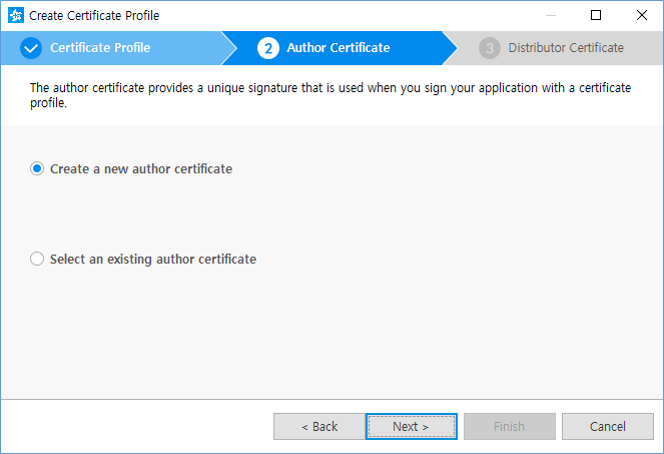 Create Certificate Profile
Certificate Profile
2 Author Certificate
3 Distributor Certificate
The author certificate provides a unique signature that is used when you sign your application with a certificate
profile.
Create a new author certificate
Select an existing author certificate
< Back
Next >
Finish
Cancel